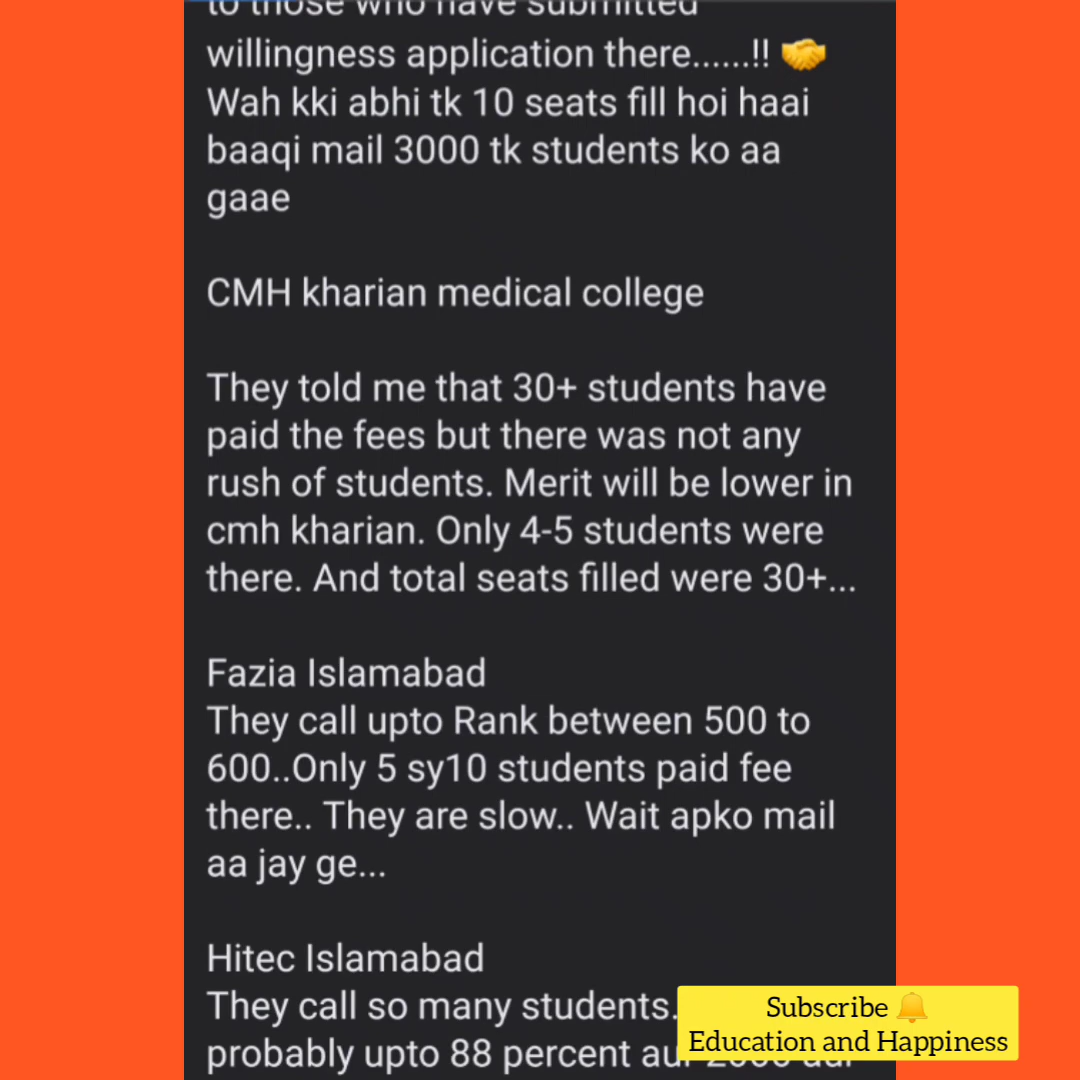 to those who have submitted
willingness application there......!! 🤝
Wah kki abhi tk 10 seats fill hoi haai
baaqi mail 3000 tk students ko aa
gaae
CMH kharian medical college
They told me that 30+ students have
paid the fees but there was not any
rush of students. Merit will be lower in
cmh kharian. Only 4-5 students were
there. And total seats filled were 30+...
Fazia Islamabad
They call upto Rank between 500 to
600..Only 5 sy10 students paid fee
there.. They are slow.. Wait apko mail
aa jay ge...
Hitec Islamabad
They call so many students.
probably upto 88 percent
Subscribe 🔔
Education and Happiness